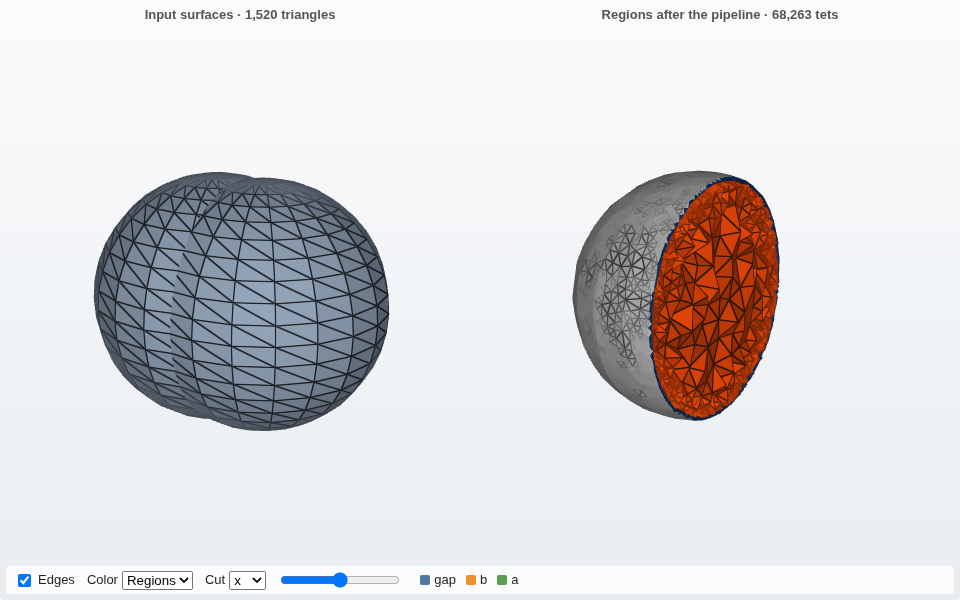 Input surfaces · 1,520 triangles
Regions after the pipeline · 68,263 tets
Edges Color Regions Cut x gap b a